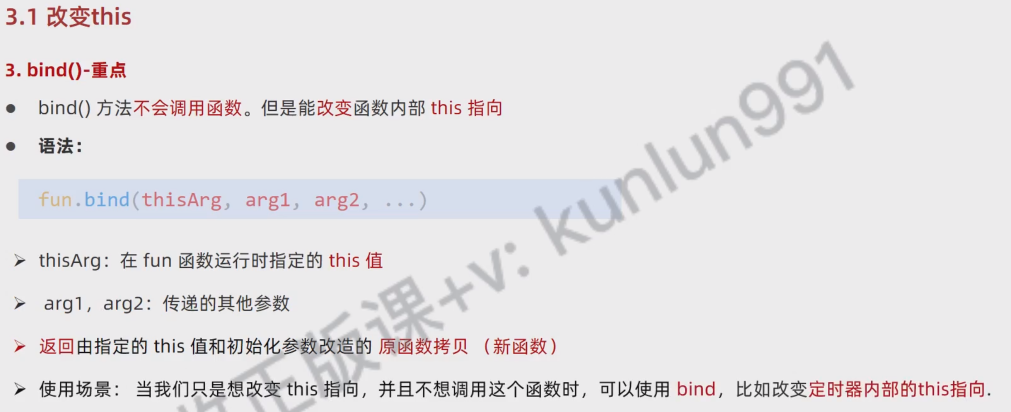 3.1 改变this
3. bind()-重点
● bind() 方法不会调用函数。但是能改变函数内部 this 指向
● 语法：
fun.bind(thisArg, arg1, arg2, ...)
➢ thisArg：在 fun 函数运行时指定的 this 值
➢ arg1，arg2：传递的其他参数
➢ 返回由指定的 this 值和初始化参数改造的 原函数拷贝 （新函数）
➢ 使用场景： 当我们只是想改变 this 指向，并且不想调用这个函数时，可以使用 bind，比如改变定时器内部的this指向.
正版课+v: kunlun991